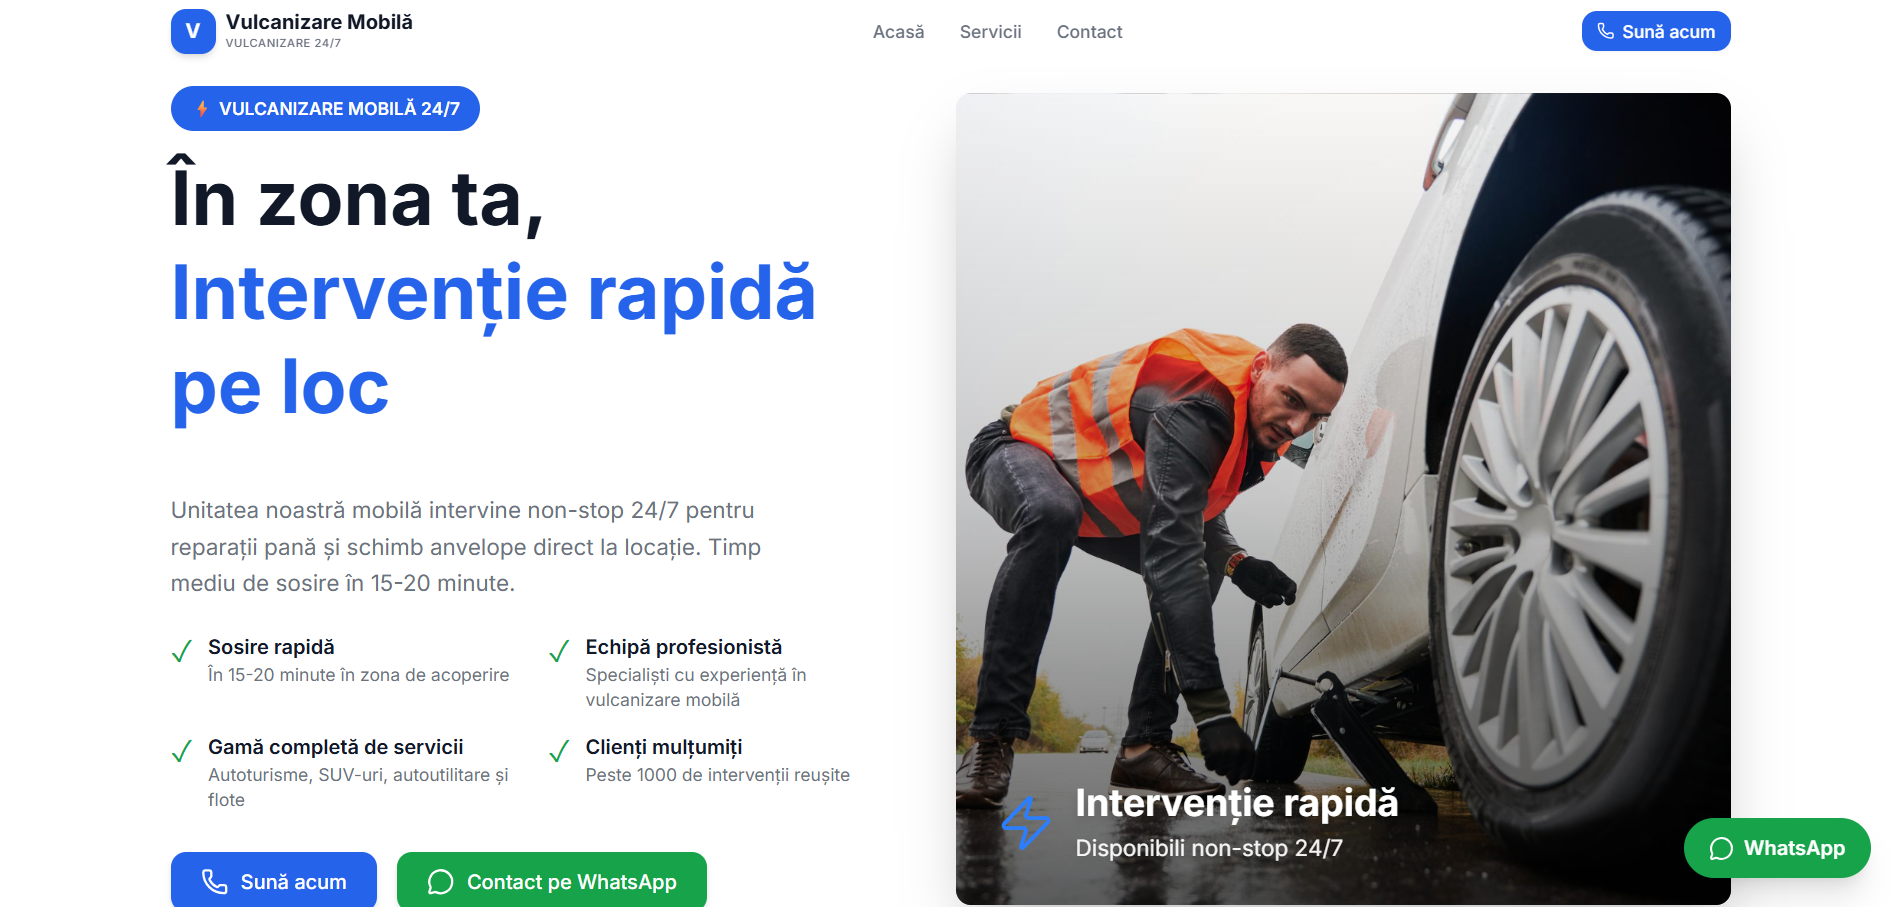 V
Vulcanizare Mobilă
VULCANIZARE 24/7
Acasă
Servicii
Contact
Sună acum
VULCANIZARE MOBILĂ 24/7
În zona ta,
Intervenție rapidă
pe loc
Unitatea noastră mobilă intervine non-stop 24/7 pentru
reparații pană și schimb anvelope direct la locație. Timp
mediu de sosire în 15-20 minute.
Sosire rapidă
În 15-20 minute în zona de acoperire
Echipă profesionistă
Specialiști cu experiență în
vulcanizare mobilă
Gamă completă de servicii
Autoturisme, SUV-uri, autoutilitare și
flote
Clienți mulțumiți
Peste 1000 de intervenții reușite
Sună acum
Contact pe WhatsApp
Intervenție rapidă
Disponibili non-stop 24/7
WhatsApp